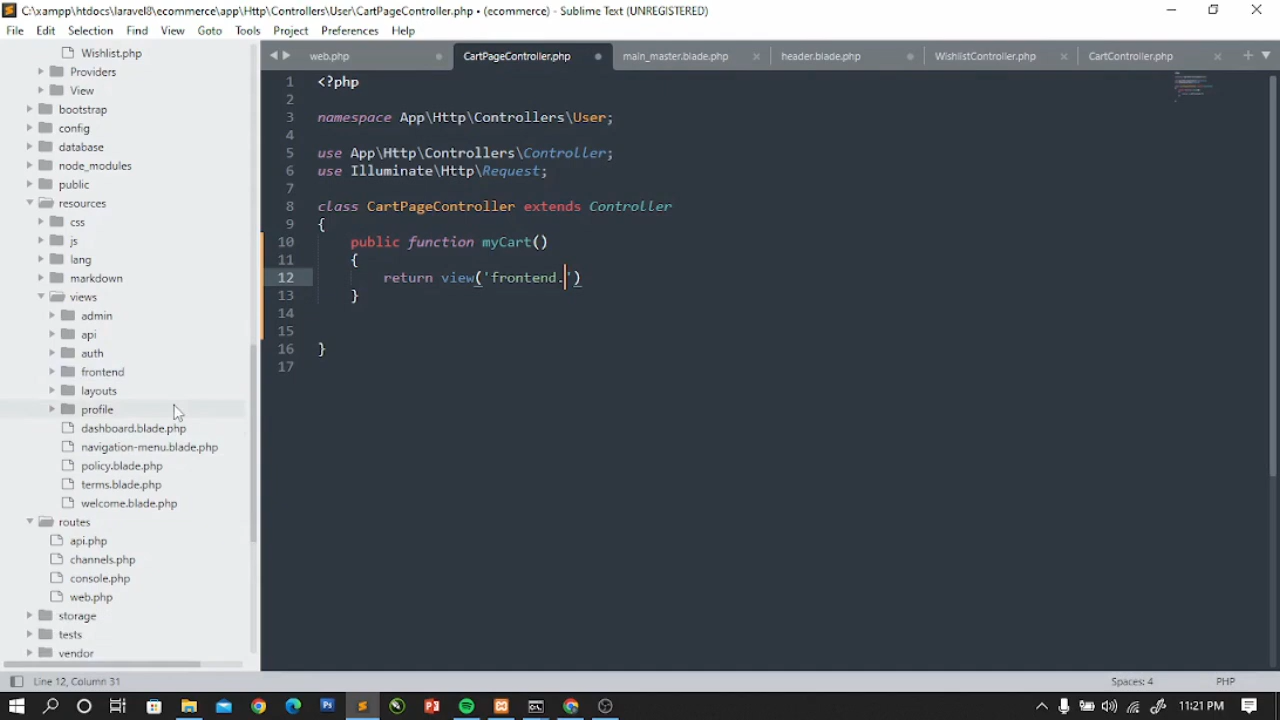 C:\xampp\htdocs\laravel8\ecommerce\app\Http\Controllers\User\CartPageController.php • (ecommerce) - Sublime Text (UNREGISTERED)
File Edit Selection Find View Goto Tools Project Preferences Help
Wishlist.php
Providers
View
bootstrap
config
database
node_modules
public
resources
css
js
lang
markdown
views
admin
api
auth
frontend
layouts
profile
dashboard.blade.php
navigation-menu.blade.php
policy.blade.php
terms.blade.php
welcome.blade.php
routes
api.php
channels.php
console.php
web.php
storage
tests
vendor
web.php CartPageController.php main_master.blade.php header.blade.php WishlistController.php CartController.php
1 <?php
2
3 namespace App\Http\Controllers\User;
4
5 use App\Http\Controllers\Controller;
6 use Illuminate\Http\Request;
7
8 class CartPageController extends Controller
9 {
10 public function myCart()
11 {
12 return view('frontend.')
13 }
14
15
16 }
17
Line 12, Column 31 Spaces: 4 PHP
11:21 PM